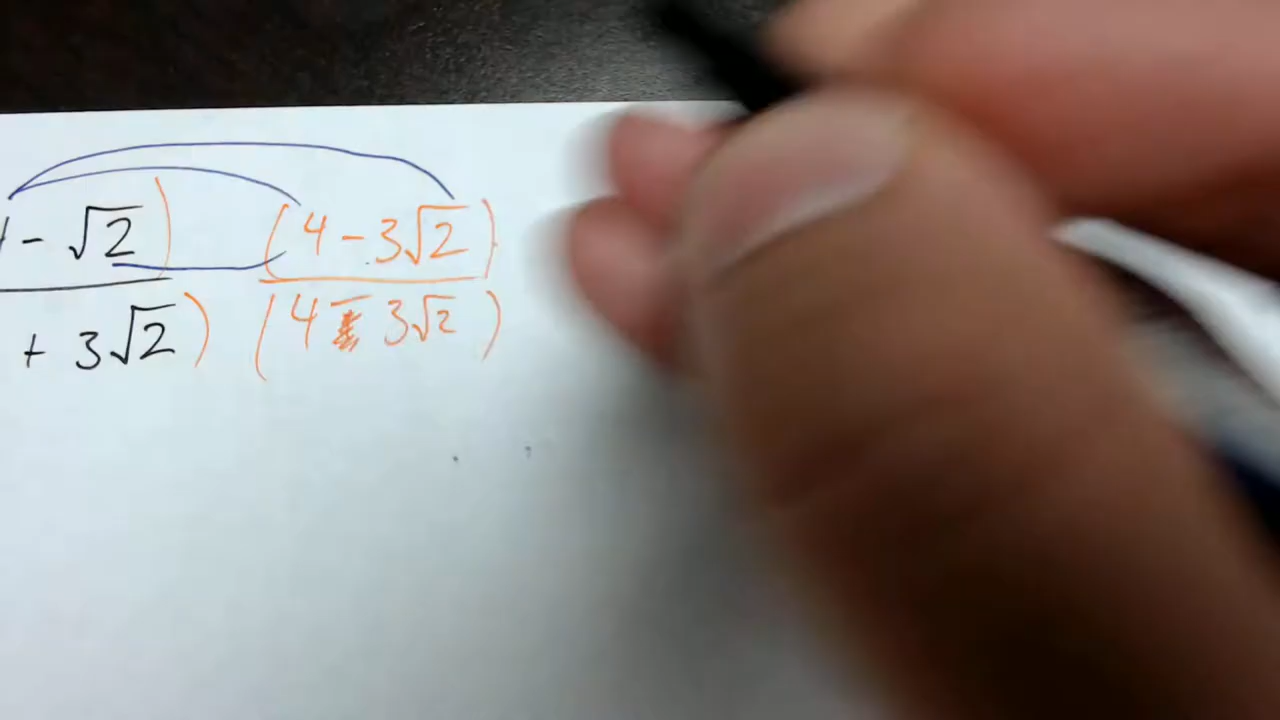 - √2) (4 - 3√2)
+ 3√2) (4 - 3√2)